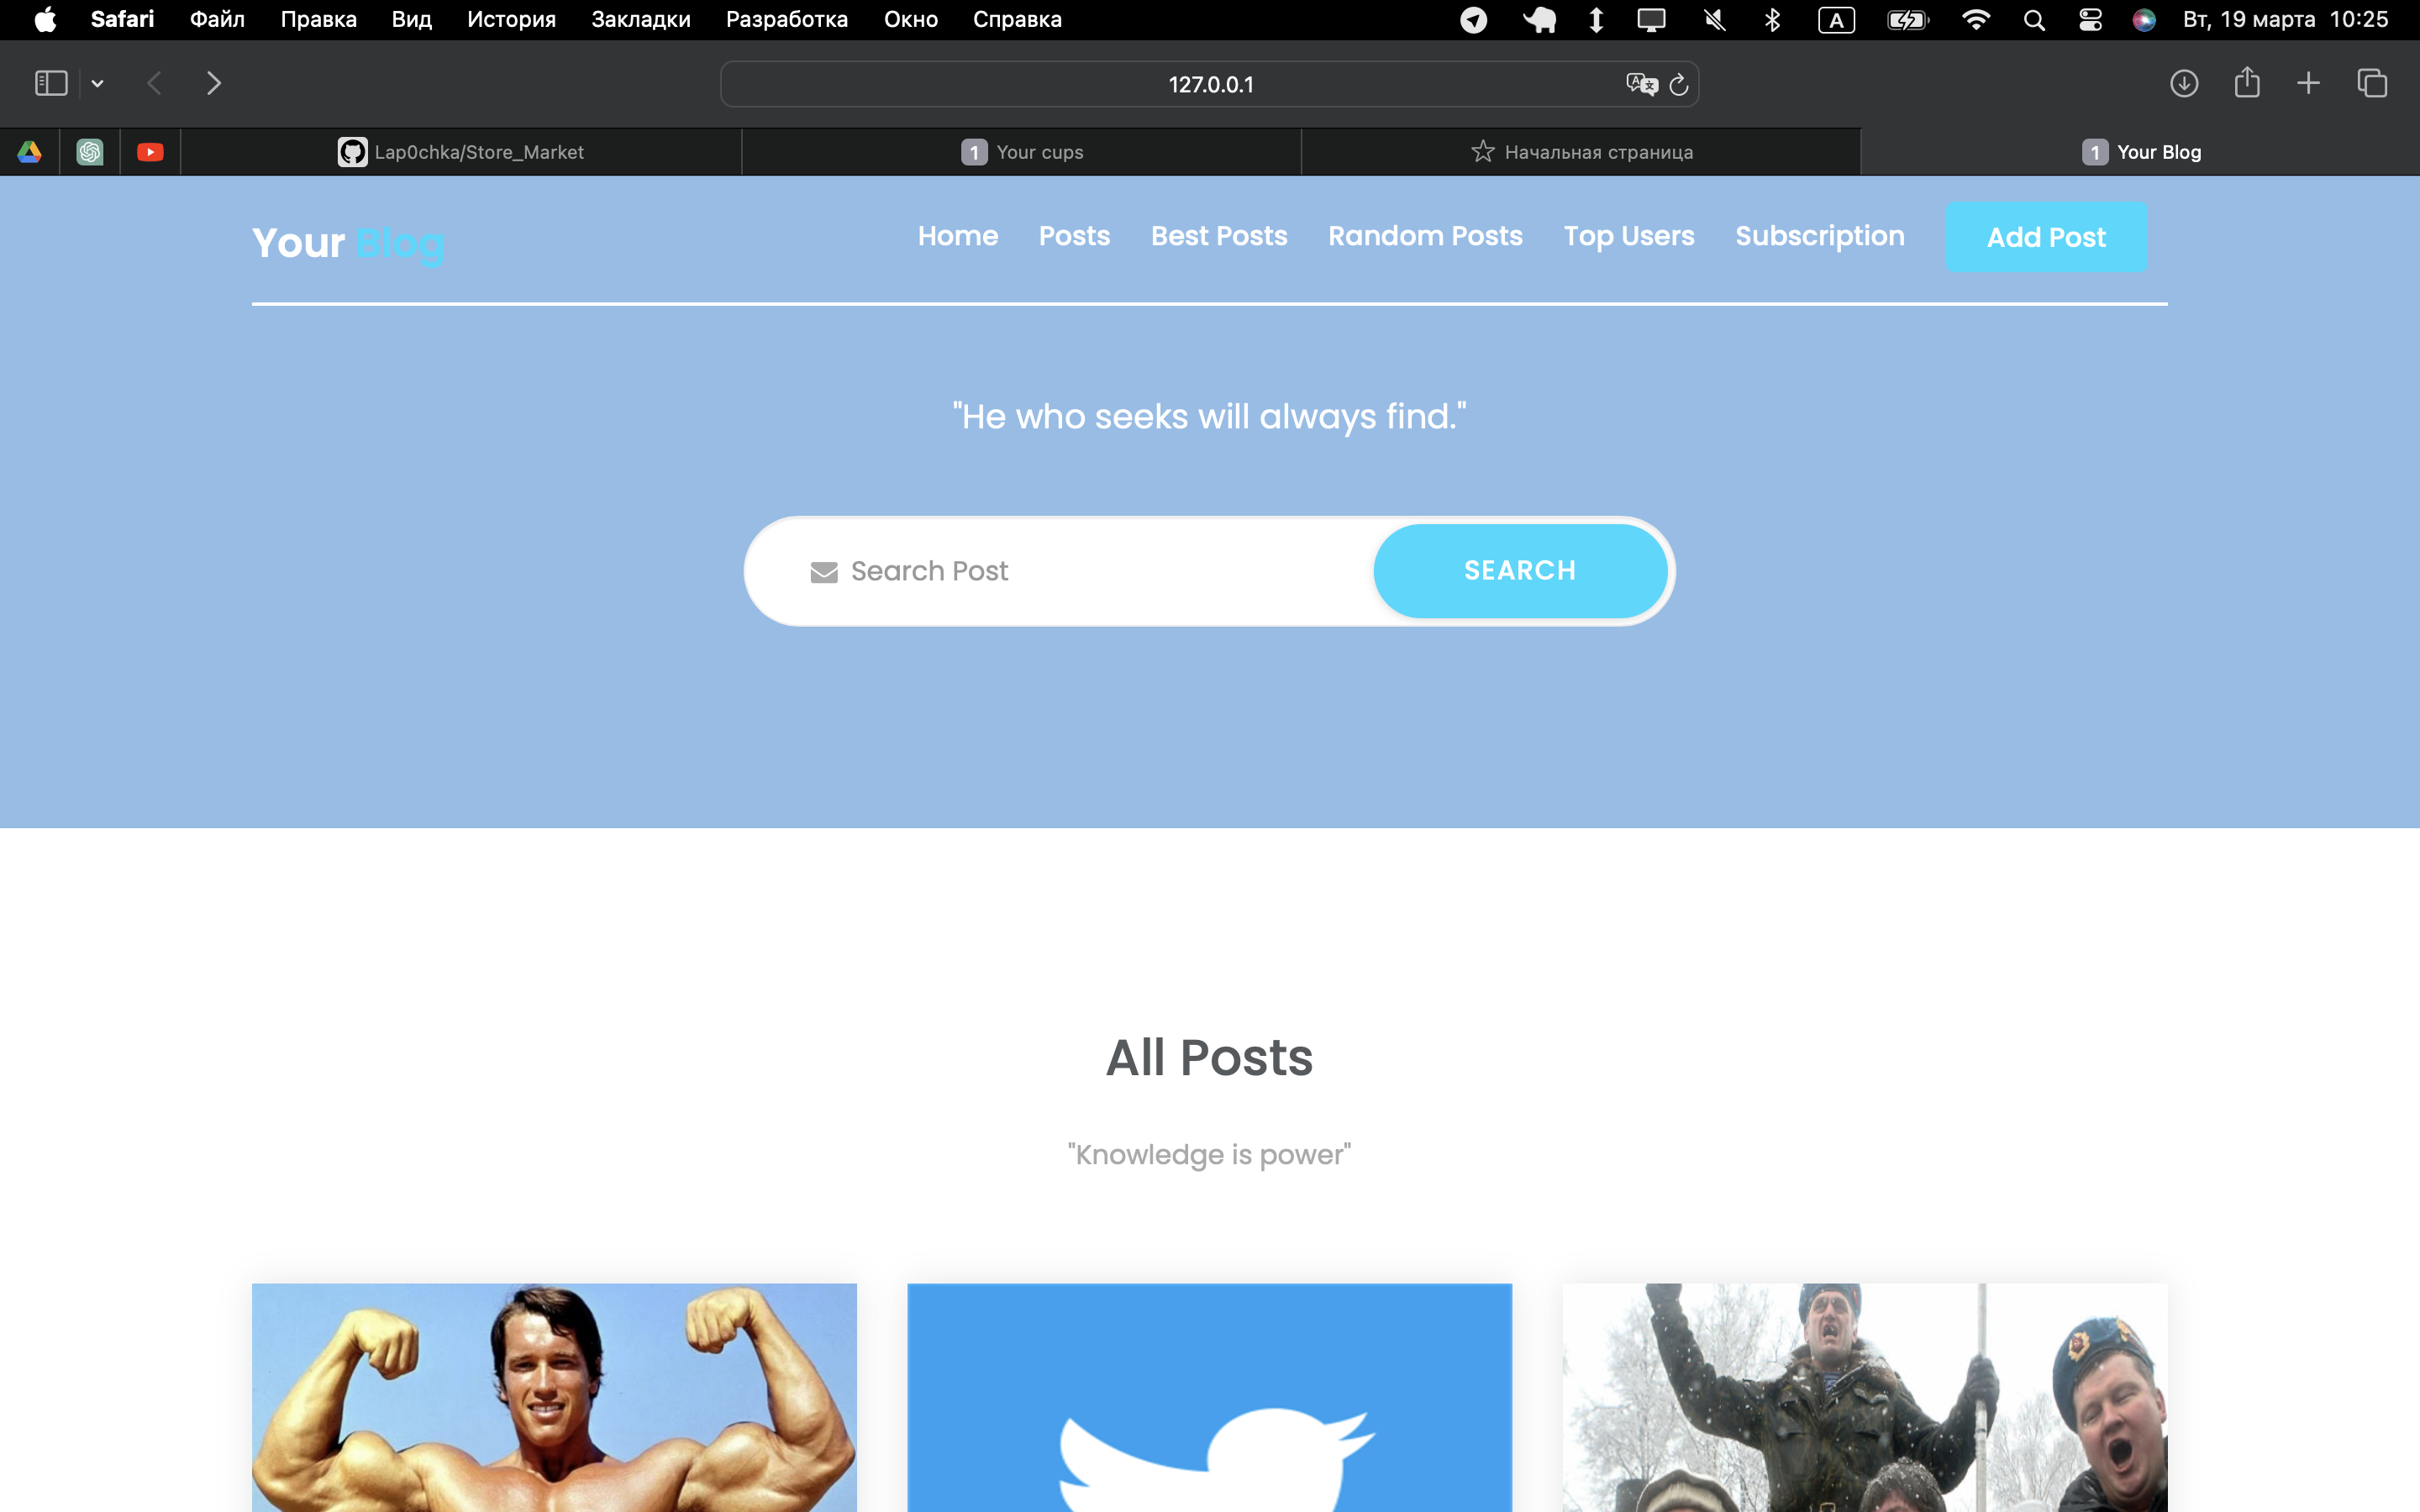 Safari Файл Правка Вид История Закладки Разработка Окно Справка A Вт, 19 марта 10:25
127.0.0.1
Lap0chka/Store_Market 1 Your cups Начальная страница 1 Your Blog
Your Blog Home Posts Best Posts Random Posts Top Users Subscription Add Post
"He who seeks will always find."
Search Post SEARCH
All Posts
"Knowledge is power"